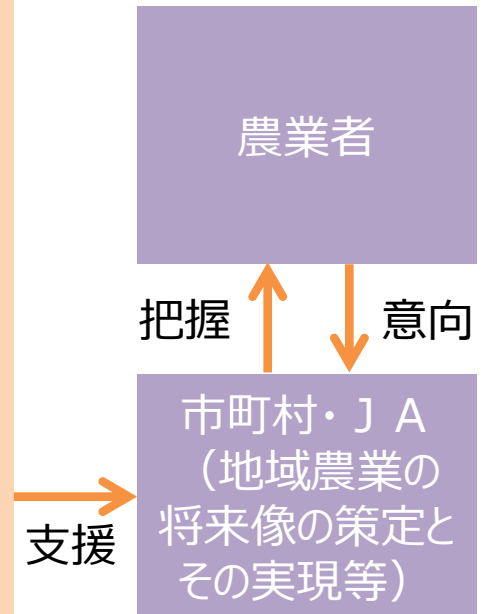 農業者
把握
意向
市町村・ＪＡ
（地域農業の
将来像の策定と
その実現等）
支援